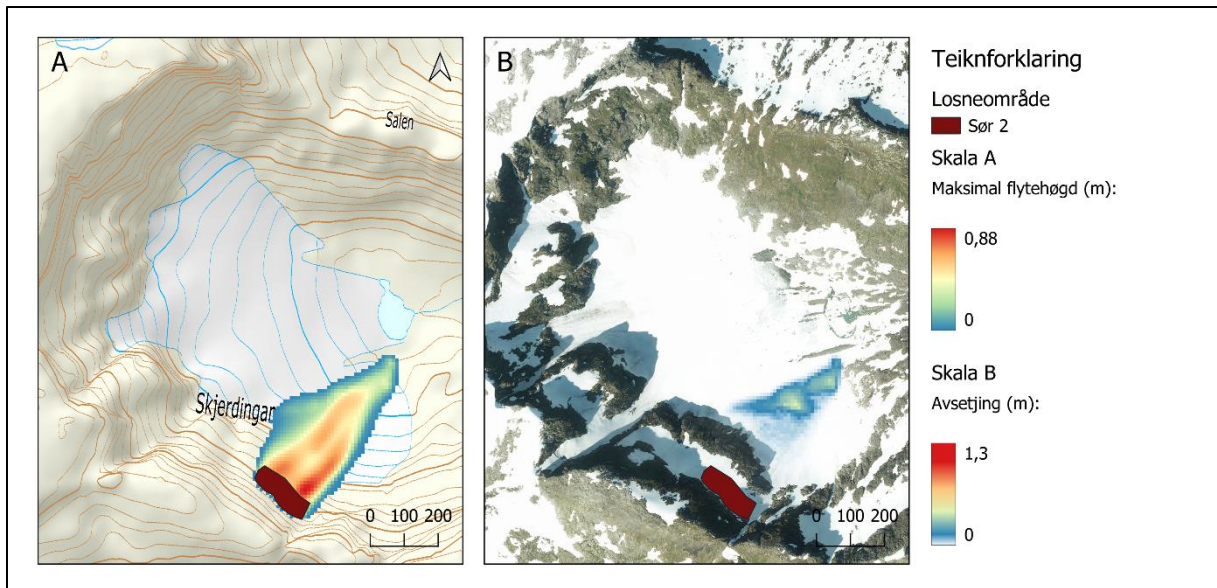 A
Salen
Skjerdingar
0 100 200
B
0 100 200
Teiknforklaring
Losneområde
Sør 2
Skala A
Maksimal flytehøgd (m):
0,88
0
Skala B
Avsetjing (m):
1,3
0